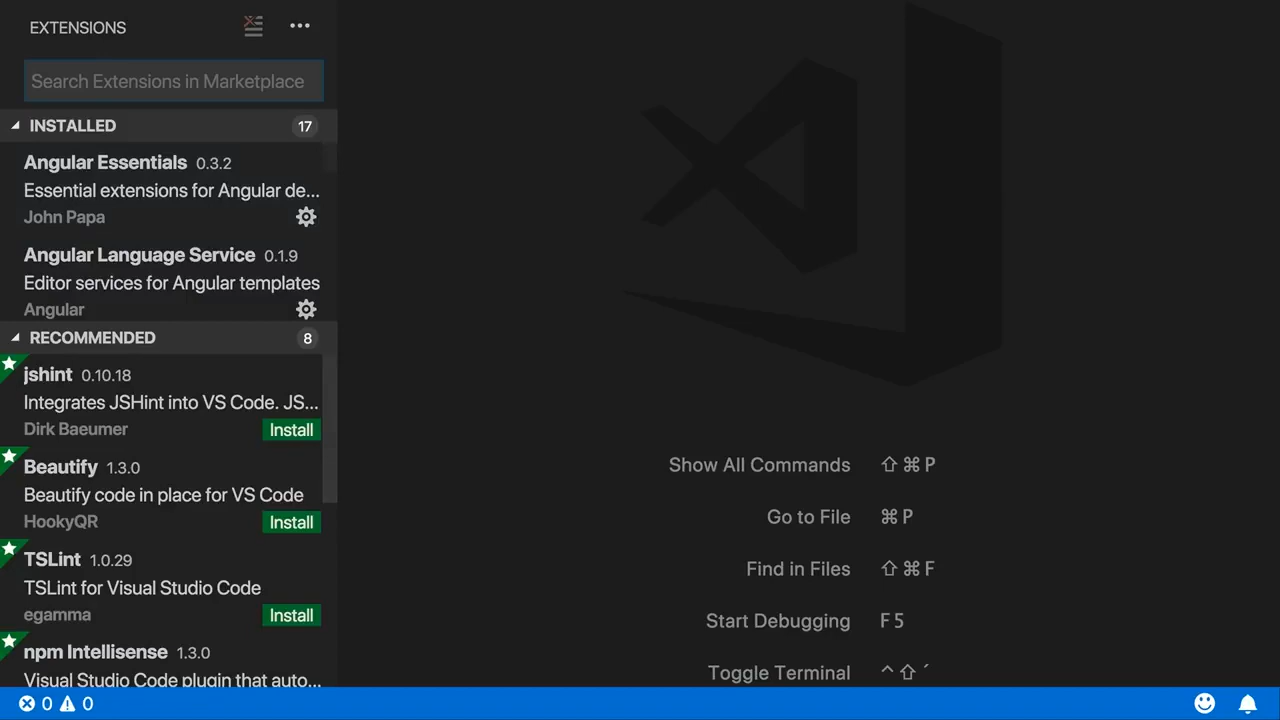 EXTENSIONS
Search Extensions in Marketplace
INSTALLED 17
Angular Essentials 0.3.2
Essential extensions for Angular de...
John Papa
Angular Language Service 0.1.9
Editor services for Angular templates
Angular
RECOMMENDED 8
jshint 0.10.18
Integrates JSHint into VS Code. JS...
Dirk Baeumer Install
Beautify 1.3.0
Beautify code in place for VS Code
HookyQR Install
TSLint 1.0.29
TSLint for Visual Studio Code
egamma Install
npm Intellisense 1.3.0
Visual Studio Code plugin that auto...
Show All Commands ⇧⌘P
Go to File ⌘P
Find in Files ⇧⌘F
Start Debugging F5
Toggle Terminal ^⇧´
0 0